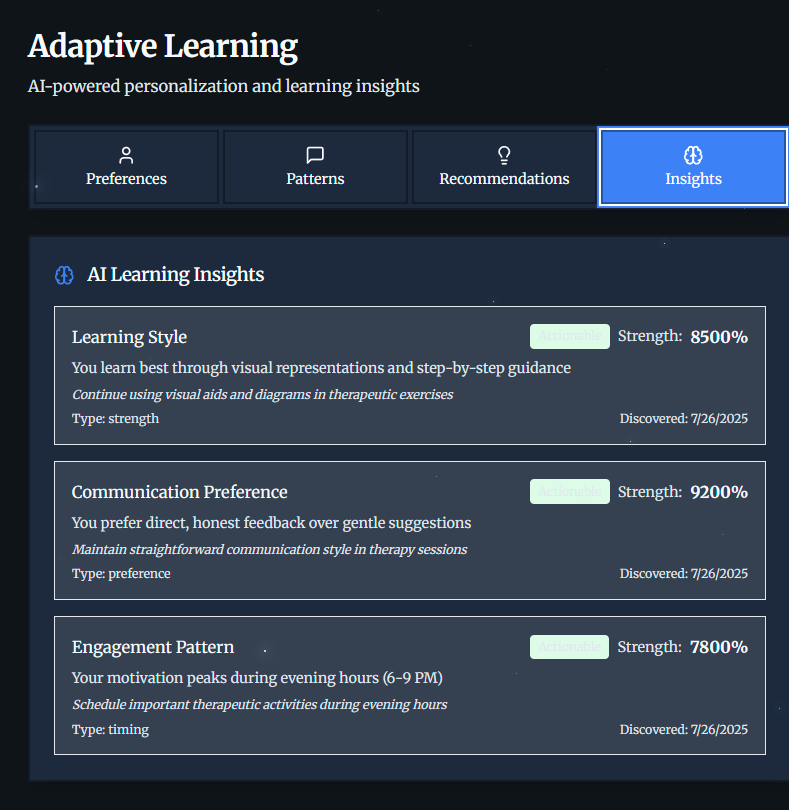 Adaptive Learning
AI-powered personalization and learning insights
Preferences
Patterns
Recommendations
Insights
AI Learning Insights
Learning Style
Actionable
Strength: 8500%
You learn best through visual representations and step-by-step guidance
Continue using visual aids and diagrams in therapeutic exercises
Type: strength
Discovered: 7/26/2025
Communication Preference
Actionable
Strength: 9200%
You prefer direct, honest feedback over gentle suggestions
Maintain straightforward communication style in therapy sessions
Type: preference
Discovered: 7/26/2025
Engagement Pattern
Actionable
Strength: 7800%
Your motivation peaks during evening hours (6-9 PM)
Schedule important therapeutic activities during evening hours
Type: timing
Discovered: 7/26/2025